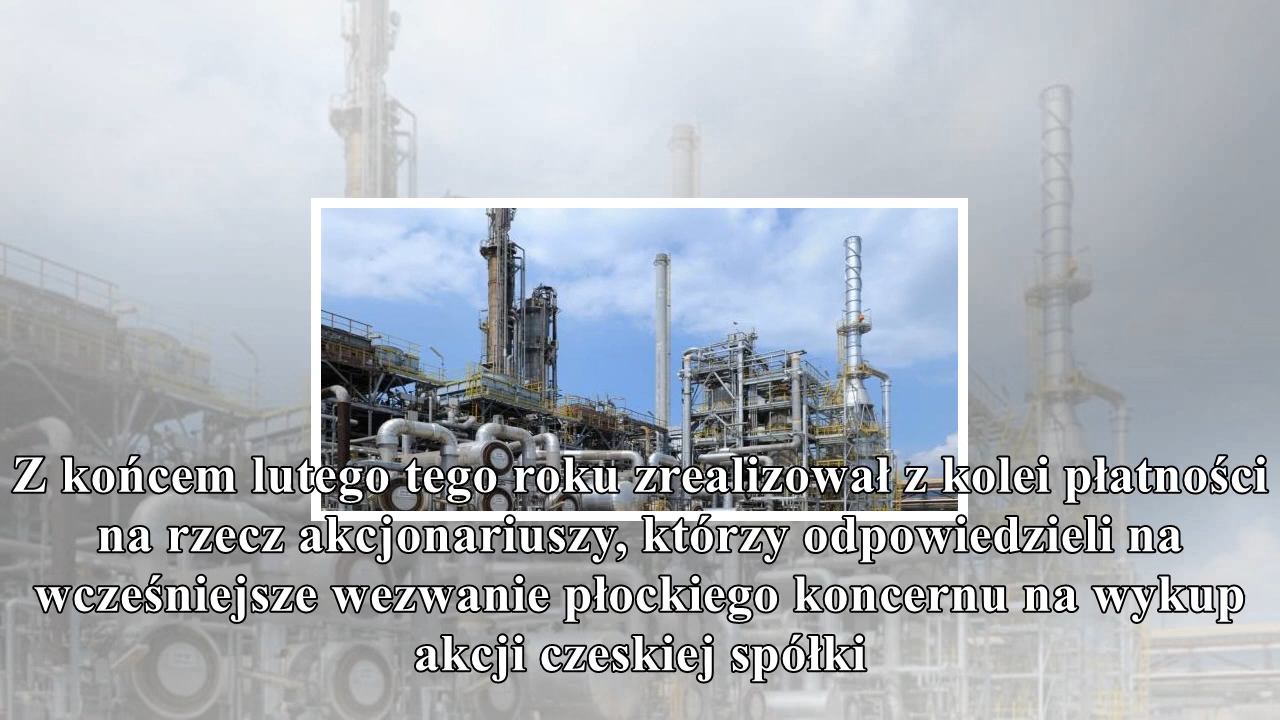 Z końcem lutego tego roku zrealizował z kolei płatności
na rzecz akcjonariuszy, którzy odpowiedzieli na
wcześniejsze wezwanie płockiego koncernu na wykup
akcji czeskiej spółki